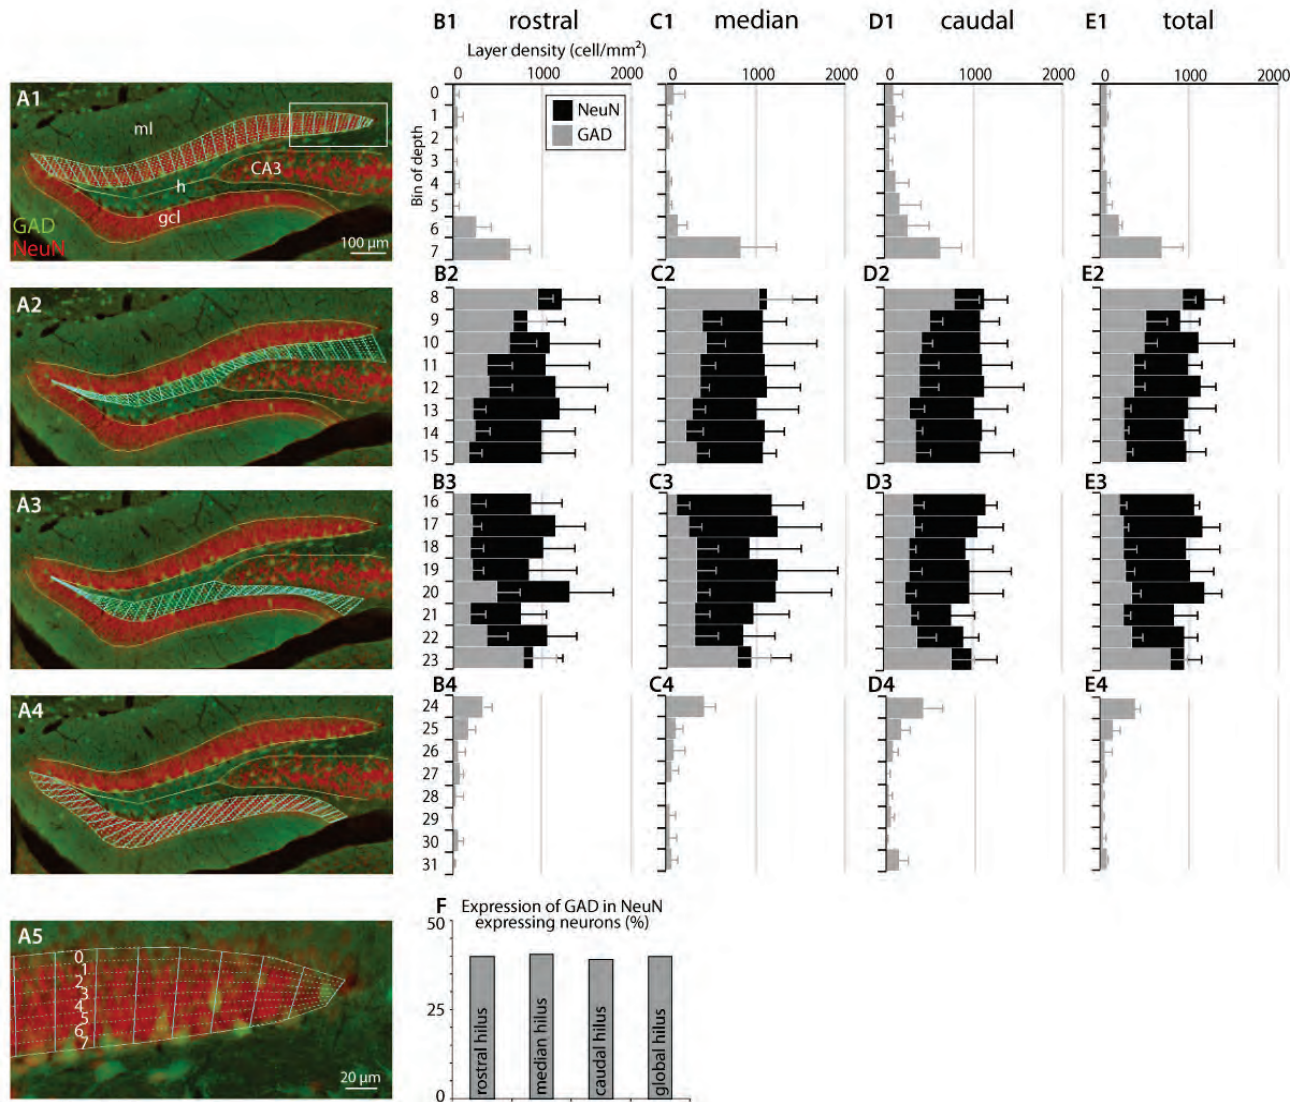 B1 rostral
C1 median
D1 caudal
E1 total
Layer density (cell/mm²)
0 1000 2000
0 1000 2000
0 1000 2000
0 1000 2000
A1
ml
CA3
h
gcl
GAD
NeuN
100 µm
Bin of depth
0
1
2
3
4
5
6
7
NeuN
GAD
A2
B2
C2
D2
E2
8
9
10
11
12
13
14
15
A3
B3
C3
D3
E3
16
17
18
19
20
21
22
23
A4
B4
C4
D4
E4
24
25
26
27
28
29
30
31
A5
0
1
2
3
4
5
6
7
20 µm
F Expression of GAD in NeuN
expressing neurons (%)
50
25
0
rostral hilus
median hilus
caudal hilus
global hilus